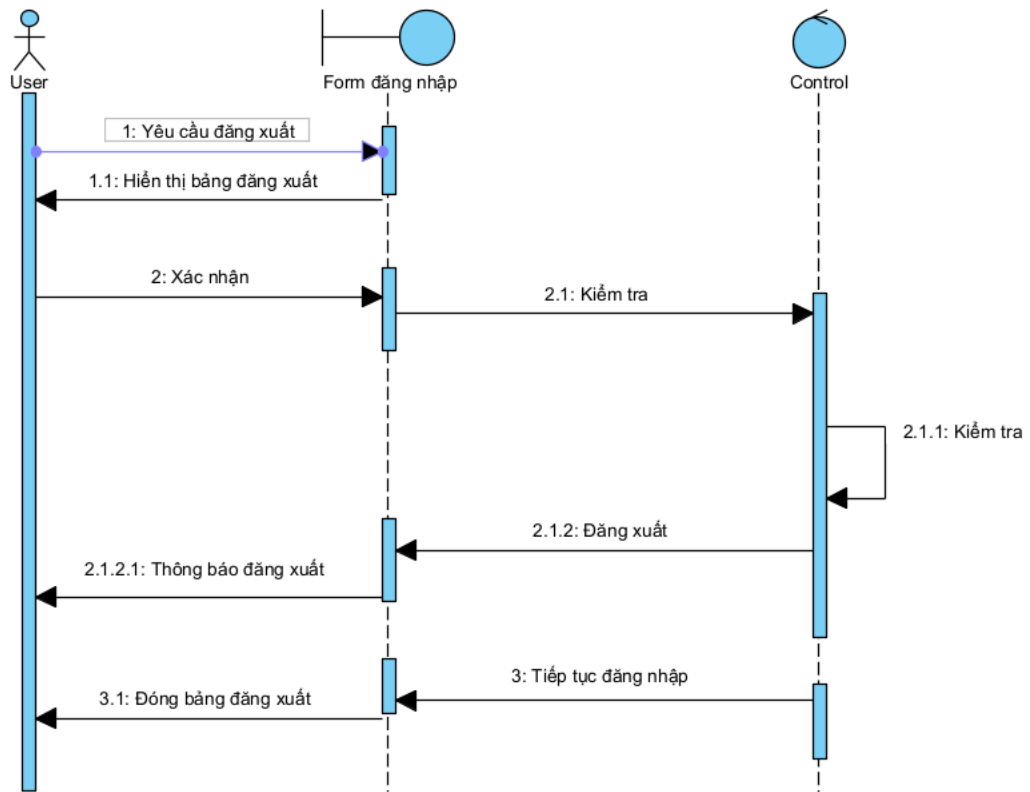 User
Form đăng nhập
Control
1: Yêu cầu đăng xuất
1.1: Hiển thị bảng đăng xuất
2: Xác nhận
2.1: Kiểm tra
2.1.1: Kiểm tra
2.1.2: Đăng xuất
2.1.2.1: Thông báo đăng xuất
3: Tiếp tục đăng nhập
3.1: Đóng bảng đăng xuất